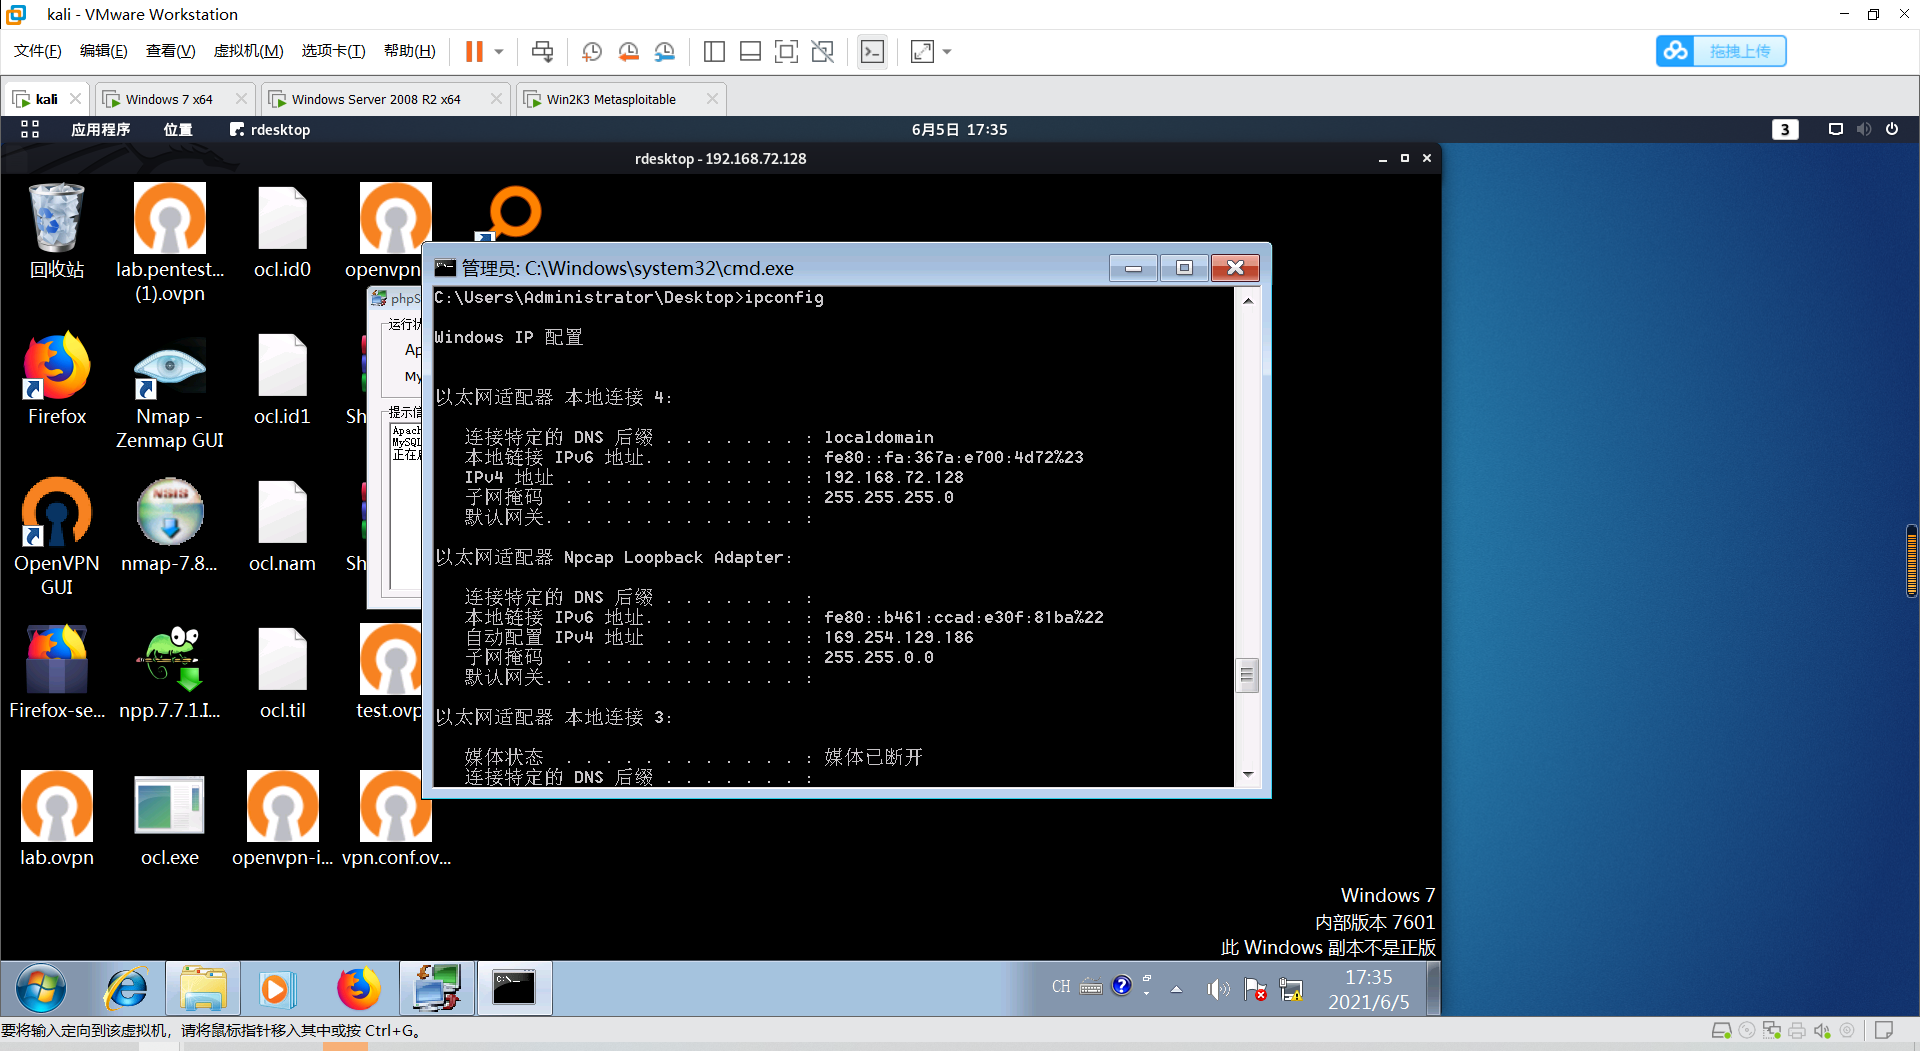 kali - VMware Workstation
文件(F) 编辑(E) 查看(V) 虚拟机(M) 选项卡(T) 帮助(H)
拖拽上传
kali Windows 7 x64 Windows Server 2008 R2 x64 Win2K3 Metasploitable
应用程序 位置 rdesktop 6月5日 17:35 3
rdesktop - 192.168.72.128
回收站
lab.pentest...
(1).ovpn
ocl.id0
openvpn
Firefox
Nmap -
Zenmap GUI
ocl.id1
Sh
OpenVPN
GUI
nmap-7.8...
ocl.nam
Sh
Firefox-se...
npp.7.7.1.I...
ocl.til
test.ovp
lab.ovpn
ocl.exe
openvpn-i...
vpn.conf.ov...
phpS
运行状
Ap
My
提示信
Apach
MySQL
正在启
管理员: C:\Windows\system32\cmd.exe
C:\Users\Administrator\Desktop>ipconfig
Windows IP 配置
以太网适配器 本地连接 4:
连接特定的 DNS 后缀 . . . . . . . : localdomain
本地链接 IPv6 地址. . . . . . . . : fe80::fa:367a:e700:4d72%23
IPv4 地址 . . . . . . . . . . . . : 192.168.72.128
子网掩码 . . . . . . . . . . . . : 255.255.255.0
默认网关. . . . . . . . . . . . . :
以太网适配器 Npcap Loopback Adapter:
连接特定的 DNS 后缀 . . . . . . . :
本地链接 IPv6 地址. . . . . . . . : fe80::b461:ccad:e30f:81ba%22
自动配置 IPv4 地址 . . . . . . . . : 169.254.129.186
子网掩码 . . . . . . . . . . . . : 255.255.0.0
默认网关. . . . . . . . . . . . . :
以太网适配器 本地连接 3:
媒体状态 . . . . . . . . . . . . : 媒体已断开
连接特定的 DNS 后缀 . . . . . . . :
Windows 7
内部版本 7601
此 Windows 副本不是正版
CH
17:35
2021/6/5
要将输入定向到该虚拟机，请将鼠标指针移入其中或按 Ctrl+G。